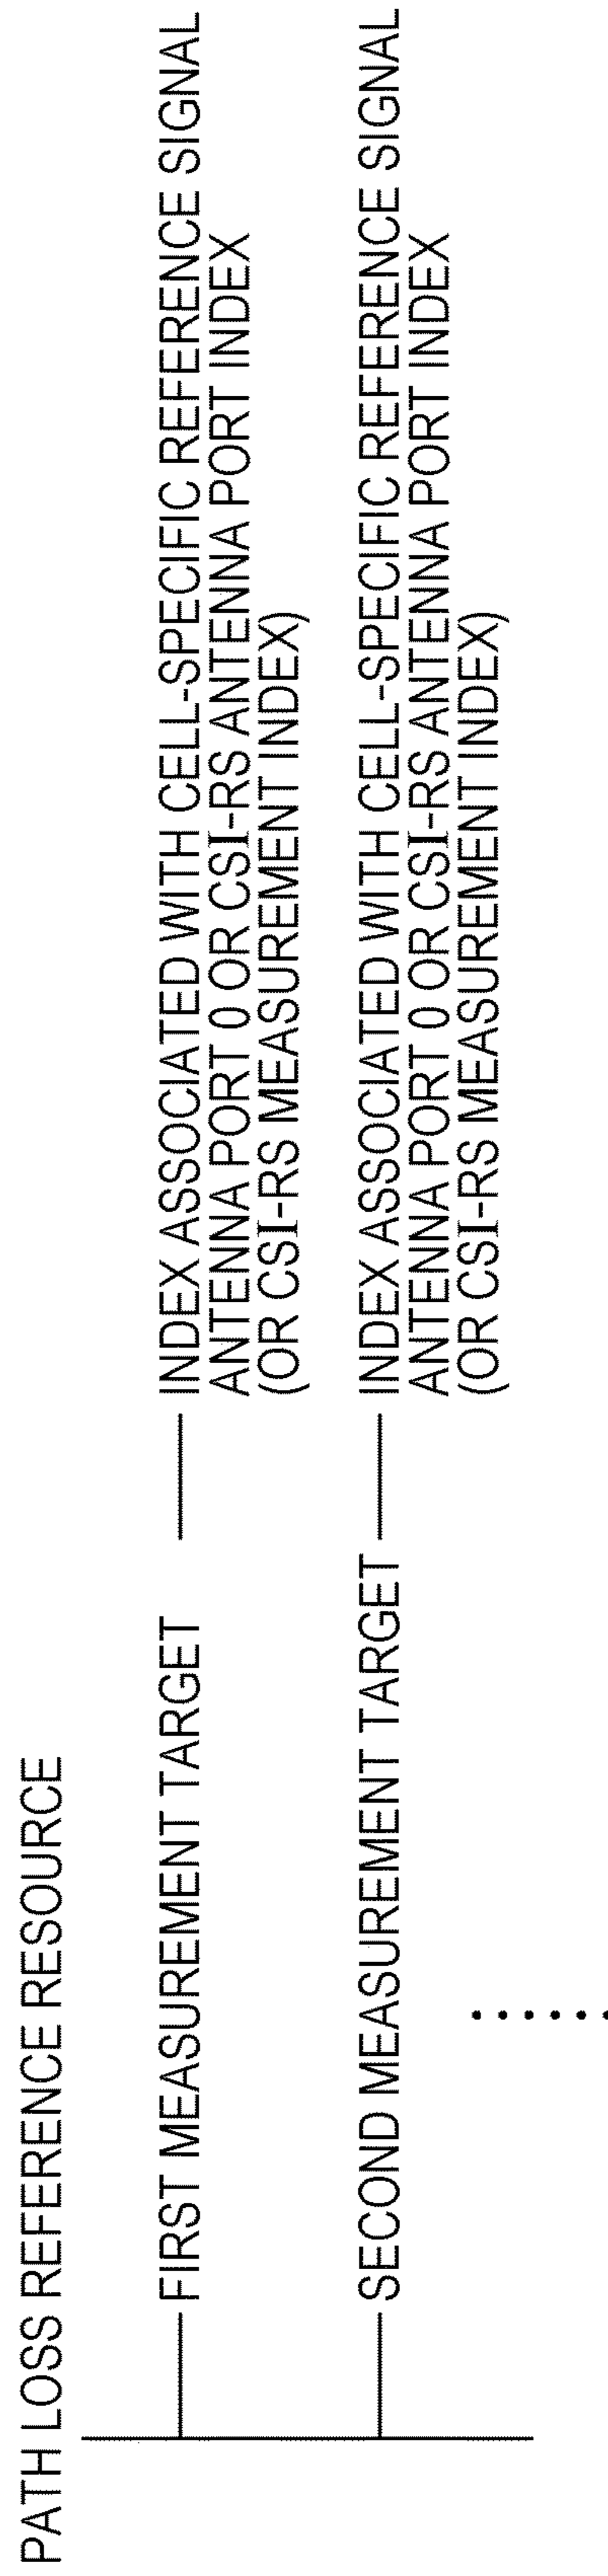 PATH LOSS REFERENCE RESOURCE
FIRST MEASUREMENT TARGET
INDEX ASSOCIATED WITH CELL-SPECIFIC REFERENCE SIGNAL
ANTENNA PORT 0 OR CSI-RS ANTENNA PORT INDEX
(OR CSI-RS MEASUREMENT INDEX)
SECOND MEASUREMENT TARGET
INDEX ASSOCIATED WITH CELL-SPECIFIC REFERENCE SIGNAL
ANTENNA PORT 0 OR CSI-RS ANTENNA PORT INDEX
(OR CSI-RS MEASUREMENT INDEX)